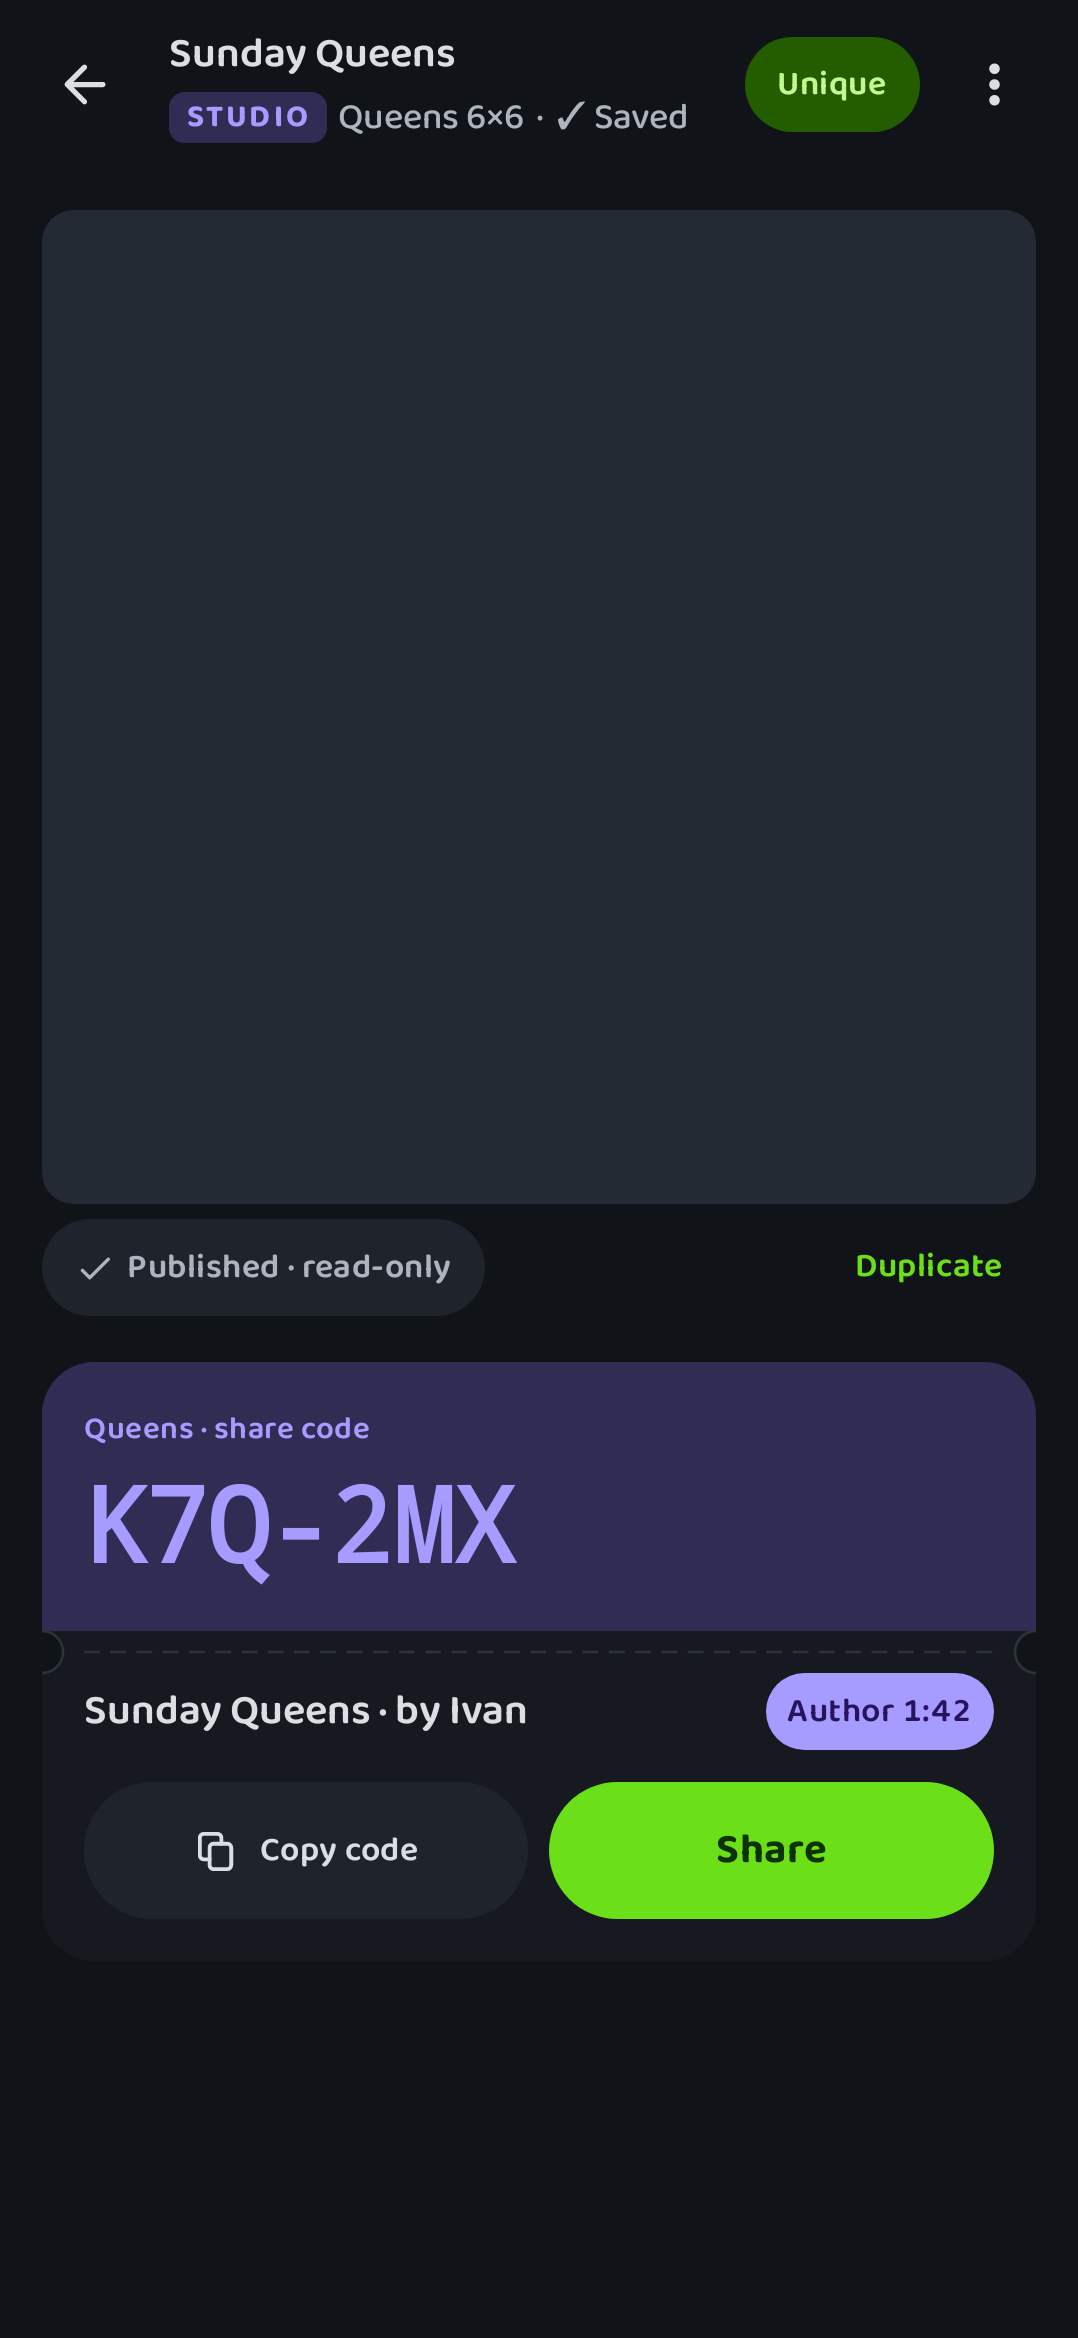 Sunday Queens
Unique
STUDIO Queens 6×6 · ✓ Saved
Published · read-only
Duplicate
Queens · share code
K7Q-2MX
Sunday Queens · by Ivan
Author 1:42
Copy code
Share